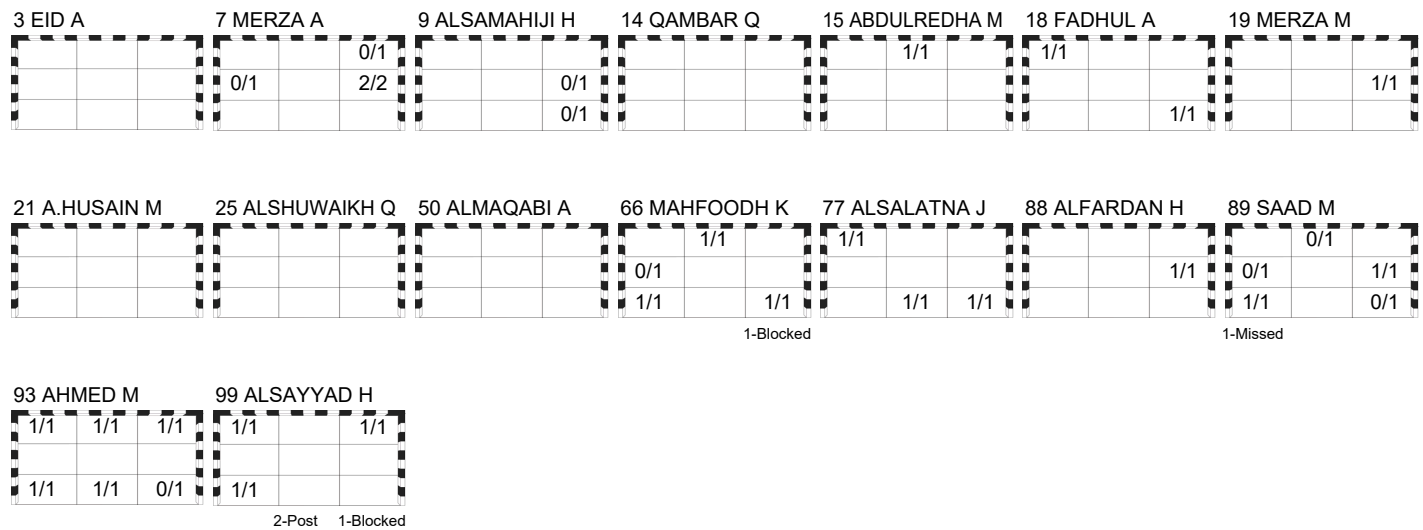 3 EID A 7 MERZA A 9 ALSAMAHIJI H 14 QAMBAR Q 15 ABDULREDHA M 18 FADHUL A 19 MERZA M
0/1 1/1 1/1
0/1 2/2 0/1 1/1
0/1 1/1
21 A.HUSAIN M 25 ALSHUWAIKH Q 50 ALMAQABI A 66 MAHFOODH K 77 ALSALATNA J 88 ALFARDAN H 89 SAAD M
1/1 1/1 0/1
0/1 1/1 0/1 1/1
1/1 1/1 1/1 1/1 1/1 0/1
1-Blocked 1-Missed
93 AHMED M 99 ALSAYYAD H
1/1 1/1 1/1 1/1 1/1
1/1 1/1 0/1 1/1
2-Post 1-Blocked